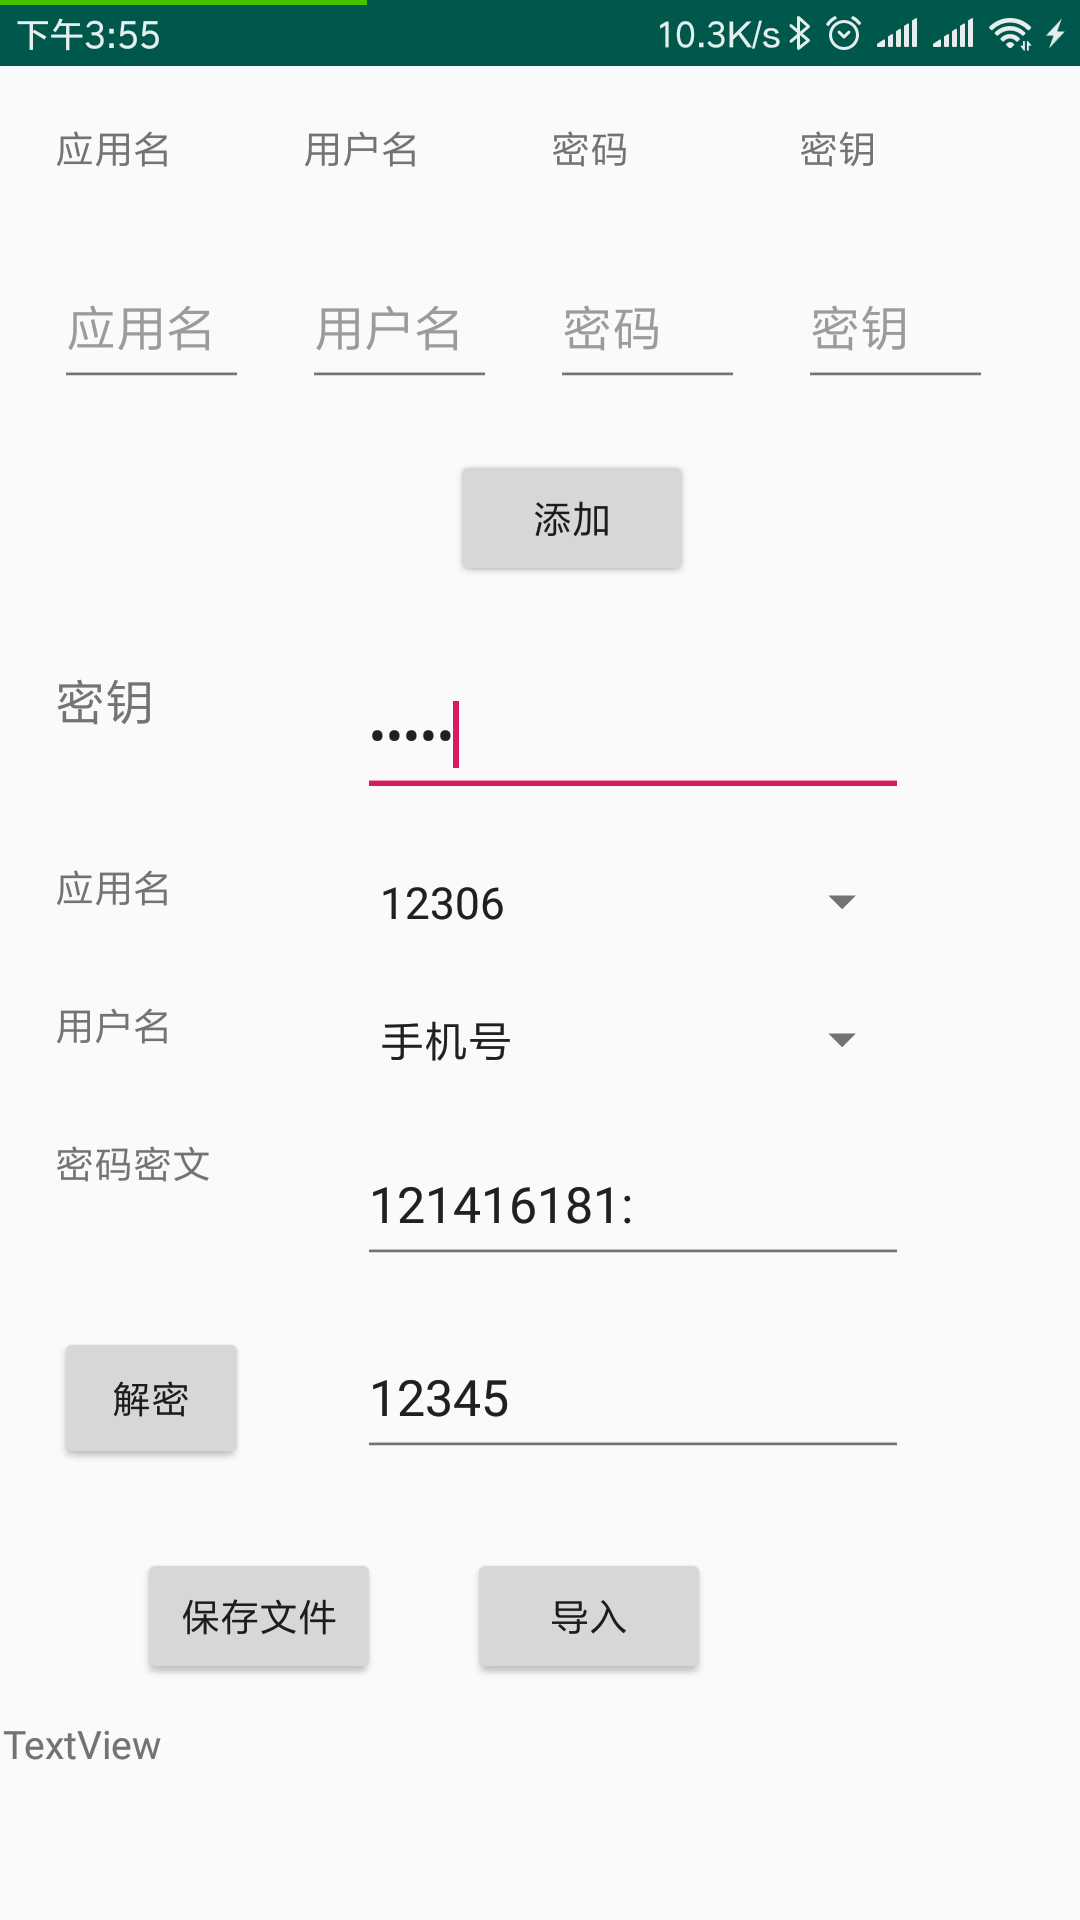 下午3:55 10.3K/s
应用名 用户名 密码 密钥
应用名 用户名 密码 密钥
添加
密钥 •••••
应用名 12306
用户名 手机号
密码密文 121416181:
解密 12345
保存文件 导入
TextView